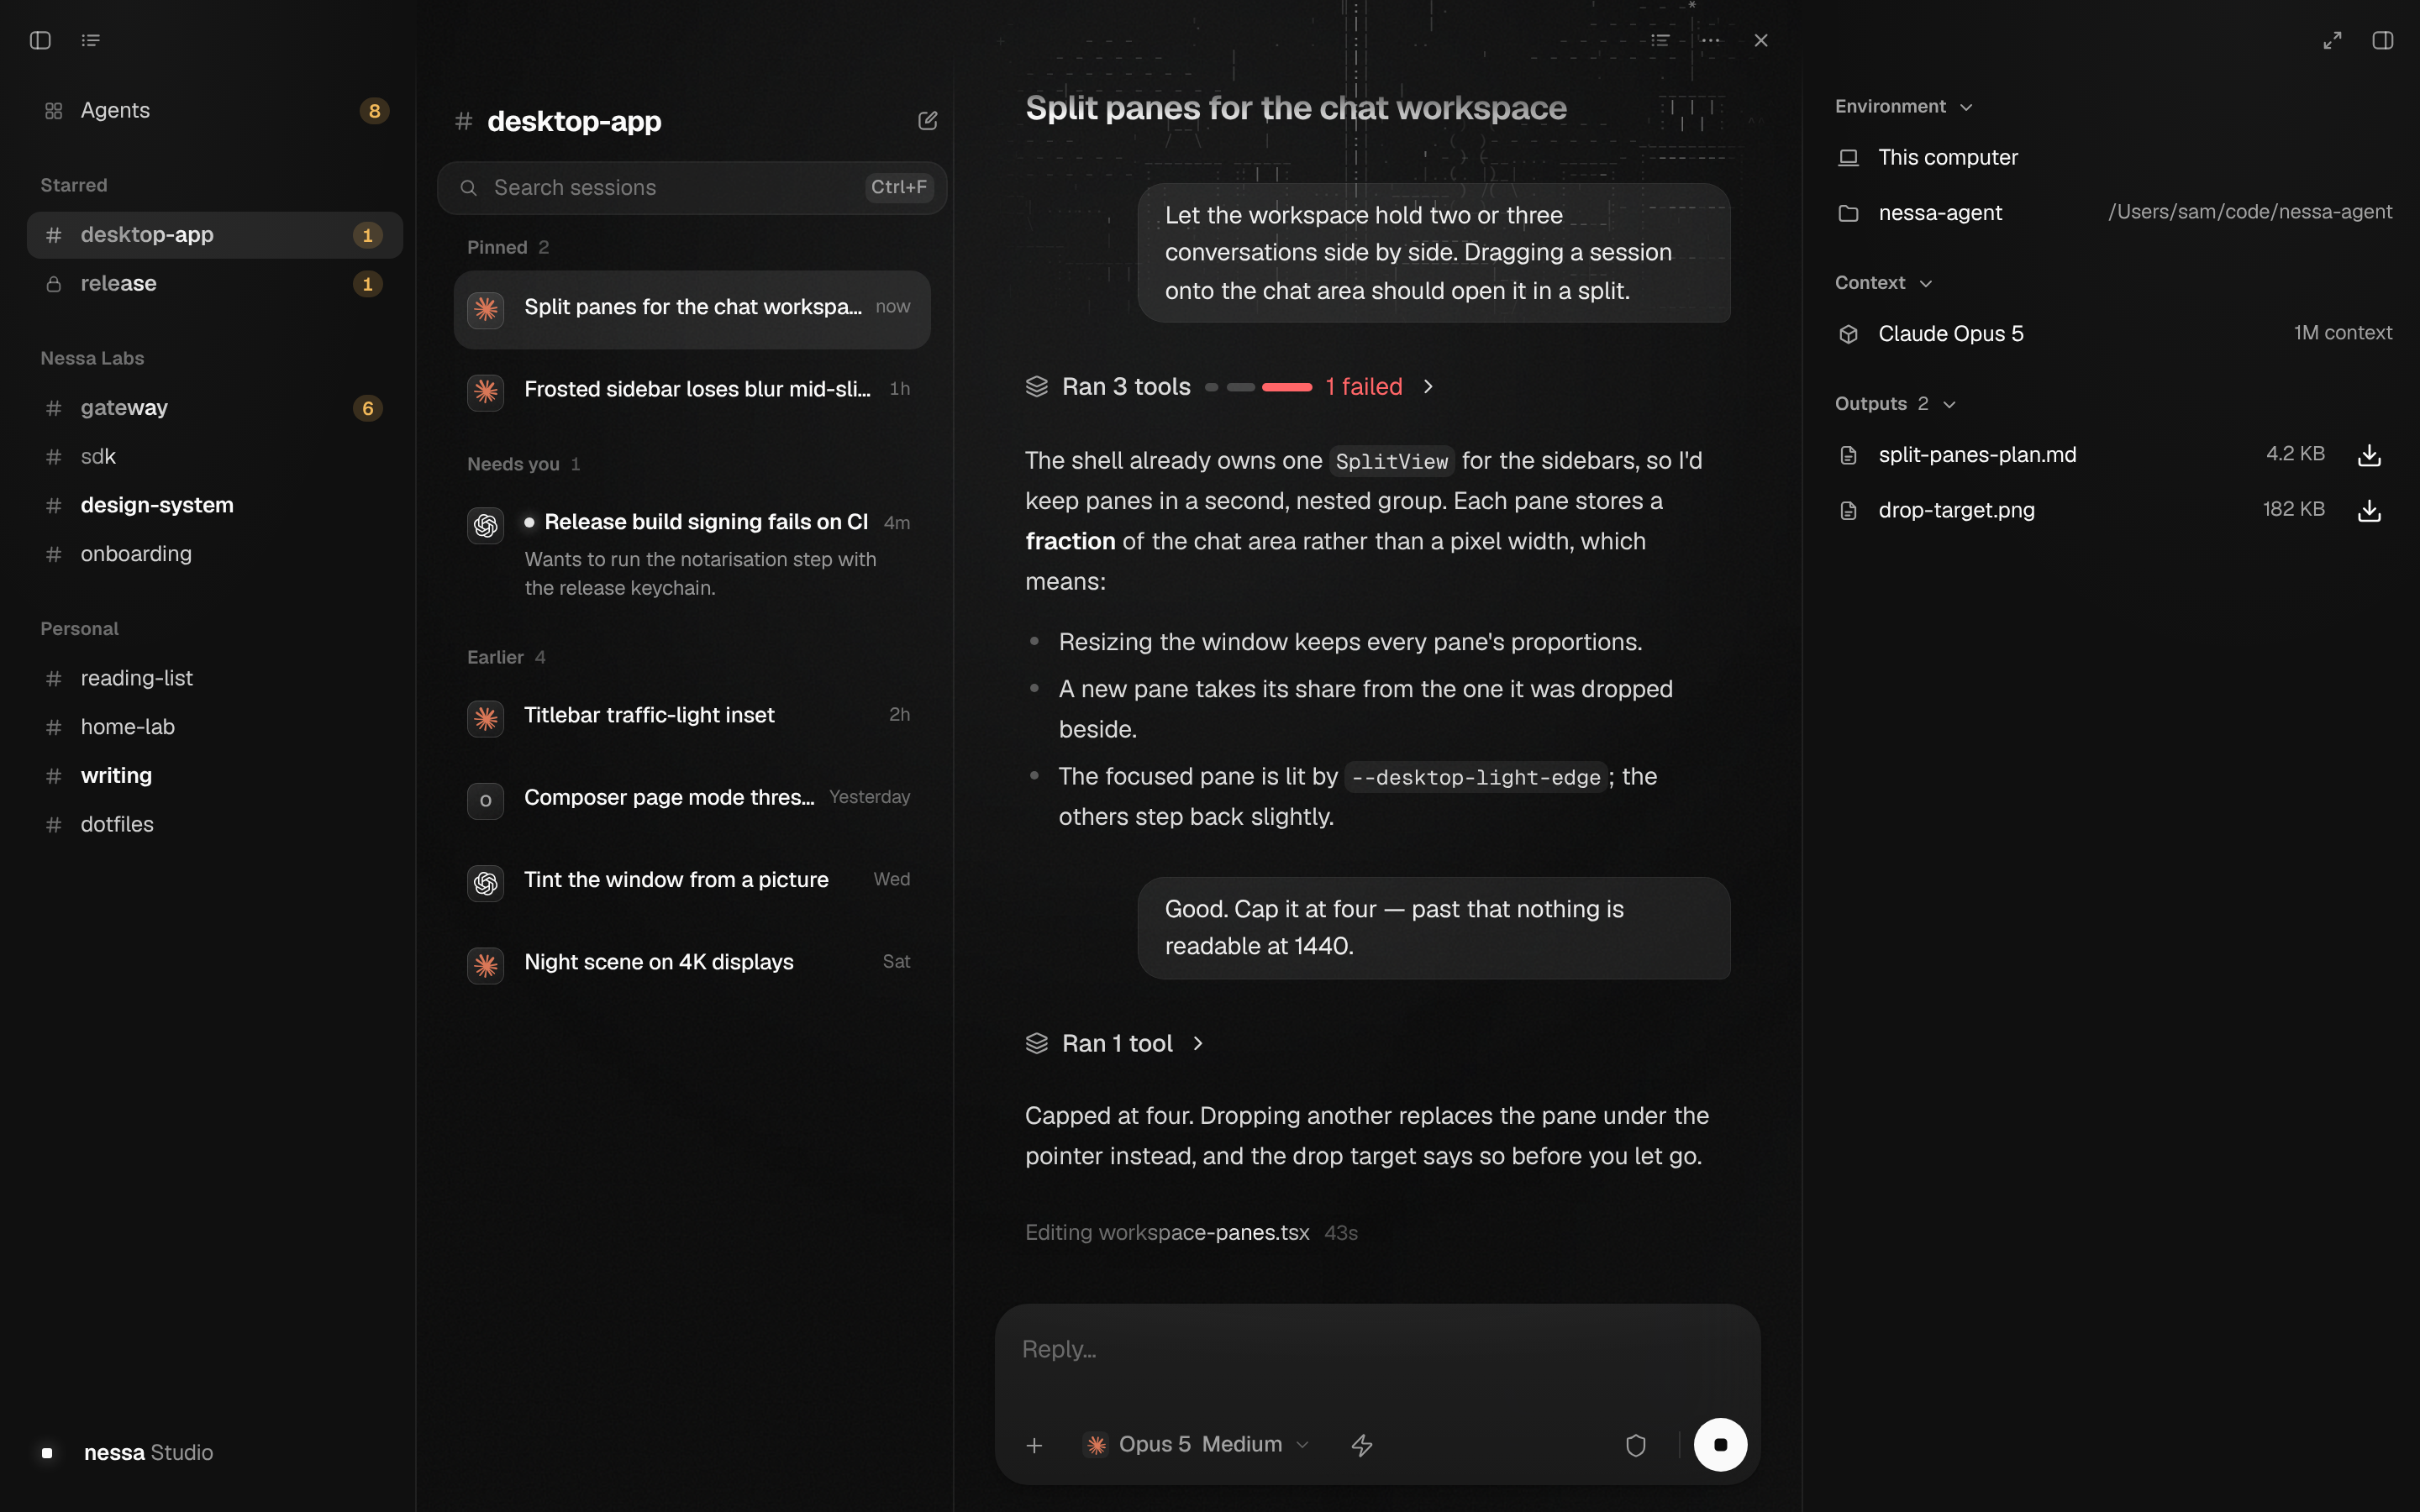 Agents 8
Starred
# desktop-app 1
release 1
Nessa Labs
# gateway 6
# sdk
# design-system
# onboarding
Personal
# reading-list
# home-lab
# writing
# dotfiles
nessa Studio
# desktop-app
Search sessions Ctrl+F
Pinned 2
Split panes for the chat workspa... now
Frosted sidebar loses blur mid-sli... 1h
Needs you 1
Release build signing fails on CI 4m
Wants to run the notarisation step with
the release keychain.
Earlier 4
Titlebar traffic-light inset 2h
O Composer page mode thres... Yesterday
Tint the window from a picture Wed
Night scene on 4K displays Sat
Split panes for the chat workspace
Let the workspace hold two or three
conversations side by side. Dragging a session
onto the chat area should open it in a split.
Ran 3 tools 1 failed
The shell already owns one SplitView for the sidebars, so I'd
keep panes in a second, nested group. Each pane stores a
fraction of the chat area rather than a pixel width, which
means:
• Resizing the window keeps every pane's proportions.
• A new pane takes its share from the one it was dropped
beside.
• The focused pane is lit by --desktop-light-edge; the
others step back slightly.
Good. Cap it at four — past that nothing is
readable at 1440.
Ran 1 tool
Capped at four. Dropping another replaces the pane under the
pointer instead, and the drop target says so before you let go.
Editing workspace-panes.tsx 43s
Reply...
Opus 5 Medium
Environment
This computer
nessa-agent /Users/sam/code/nessa-agent
Context
Claude Opus 5 1M context
Outputs 2
split-panes-plan.md 4.2 KB
drop-target.png 182 KB